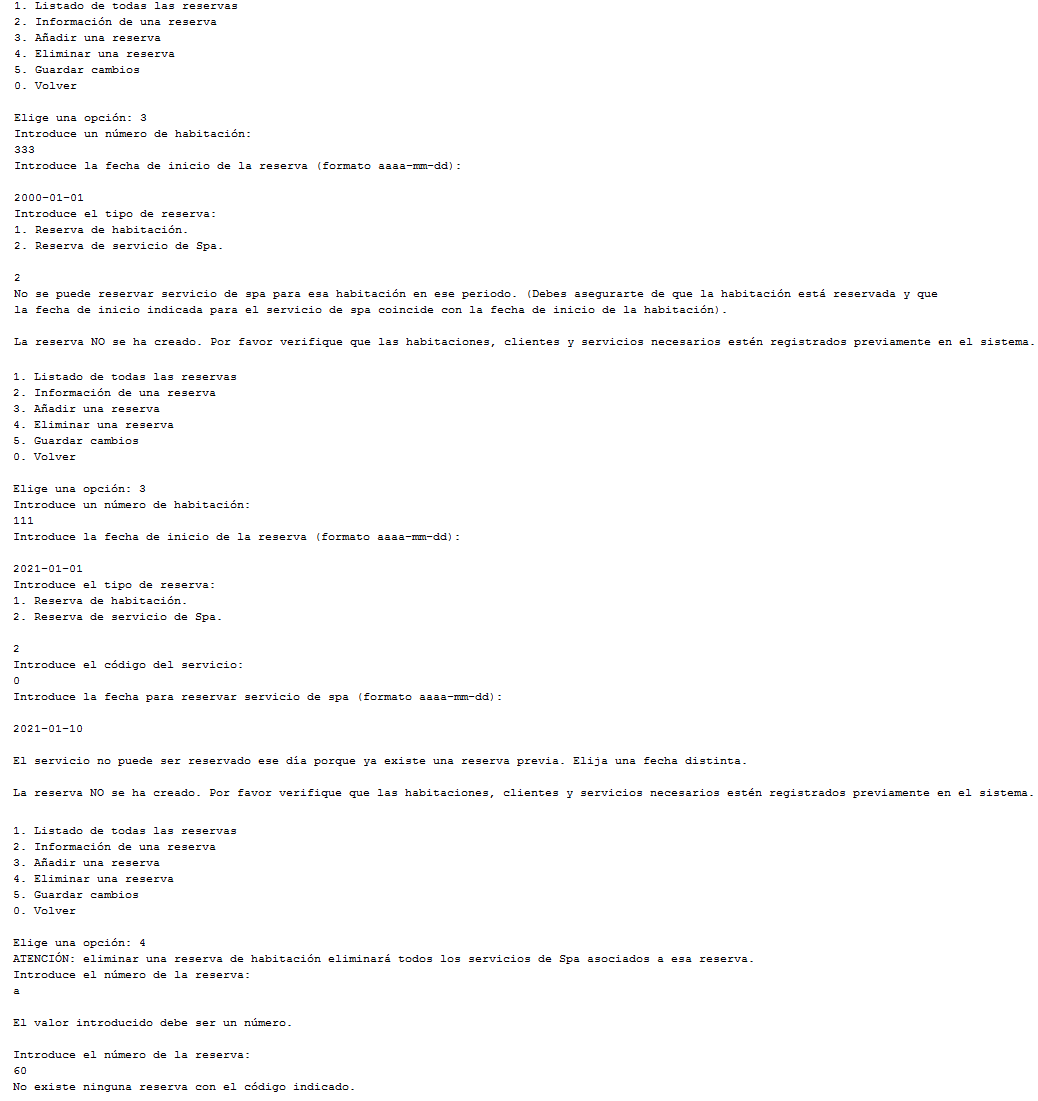 1. Listado de todas las reservas
2. Información de una reserva
3. Añadir una reserva
4. Eliminar una reserva
5. Guardar cambios
0. Volver
Elige una opción: 3
Introduce un número de habitación:
333
Introduce la fecha de inicio de la reserva (formato aaaa-mm-dd):
2000-01-01
Introduce el tipo de reserva:
1. Reserva de habitación.
2. Reserva de servicio de Spa.
2
No se puede reservar servicio de spa para esa habitación en ese periodo. (Debes asegurarte de que la habitación está reservada y que
la fecha de inicio indicada para el servicio de spa coincide con la fecha de inicio de la habitación).
La reserva NO se ha creado. Por favor verifique que las habitaciones, clientes y servicios necesarios estén registrados previamente en el sistema.
1. Listado de todas las reservas
2. Información de una reserva
3. Añadir una reserva
4. Eliminar una reserva
5. Guardar cambios
0. Volver
Elige una opción: 3
Introduce un número de habitación:
111
Introduce la fecha de inicio de la reserva (formato aaaa-mm-dd):
2021-01-01
Introduce el tipo de reserva:
1. Reserva de habitación.
2. Reserva de servicio de Spa.
2
Introduce el código del servicio:
0
Introduce la fecha para reservar servicio de spa (formato aaaa-mm-dd):
2021-01-10
El servicio no puede ser reservado ese día porque ya existe una reserva previa. Elija una fecha distinta.
La reserva NO se ha creado. Por favor verifique que las habitaciones, clientes y servicios necesarios estén registrados previamente en el sistema.
1. Listado de todas las reservas
2. Información de una reserva
3. Añadir una reserva
4. Eliminar una reserva
5. Guardar cambios
0. Volver
Elige una opción: 4
ATENCIÓN: eliminar una reserva de habitación eliminará todos los servicios de Spa asociados a esa reserva.
Introduce el número de la reserva:
a
El valor introducido debe ser un número.
Introduce el número de la reserva:
60
No existe ninguna reserva con el código indicado.